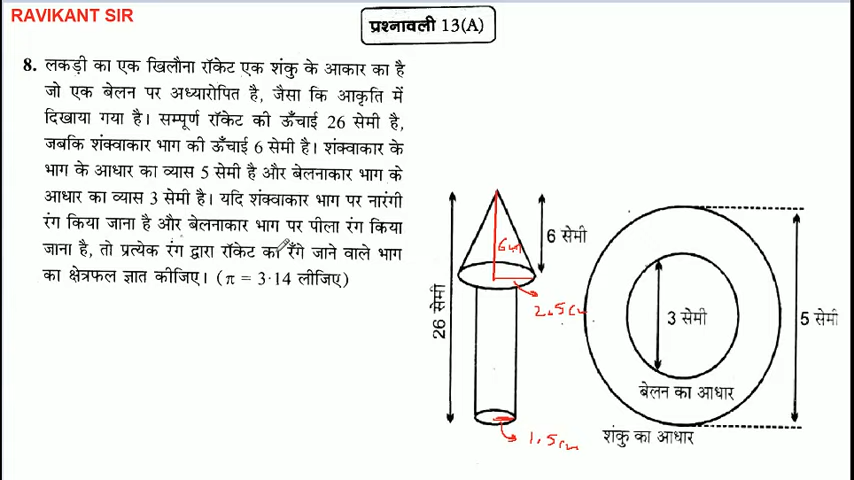 RAVIKANT SIR
प्रश्नावली 13(A)
8. लकड़ी का एक खिलौना रॉकेट एक शंकु के आकार का है
जो एक बेलन पर अध्यारोपित है, जैसा कि आकृति में
दिखाया गया है। सम्पूर्ण रॉकेट की ऊँचाई 26 सेमी है,
जबकि शंक्वाकार भाग की ऊँचाई 6 सेमी है। शंक्वाकार के
भाग के आधार का व्यास 5 सेमी है और बेलनाकार भाग के
आधार का व्यास 3 सेमी है। यदि शंक्वाकार भाग पर नारंगी
रंग किया जाना है और बेलनाकार भाग पर पीला रंग किया
जाना है, तो प्रत्येक रंग द्वारा रॉकेट का रँगे जाने वाले भाग
का क्षेत्रफल ज्ञात कीजिए। (π = 3·14 लीजिए)
6 सेमी
26 सेमी
2.5cm
1.5cm
3 सेमी
5 सेमी
बेलन का आधार
शंकु का आधार